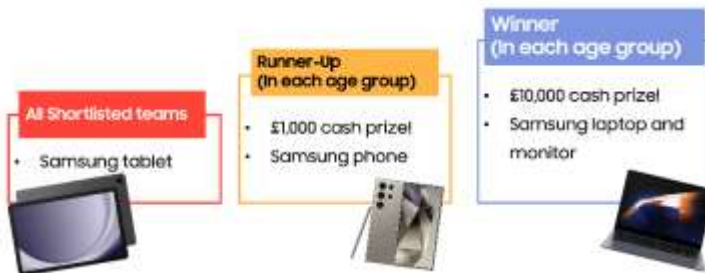 All Shortlisted teams
• Samsung tablet
Runner-Up
(In each age group)
• £1,000 cash prize!
• Samsung phone
Winner
(In each age group)
• £10,000 cash prize!
• Samsung laptop and
monitor